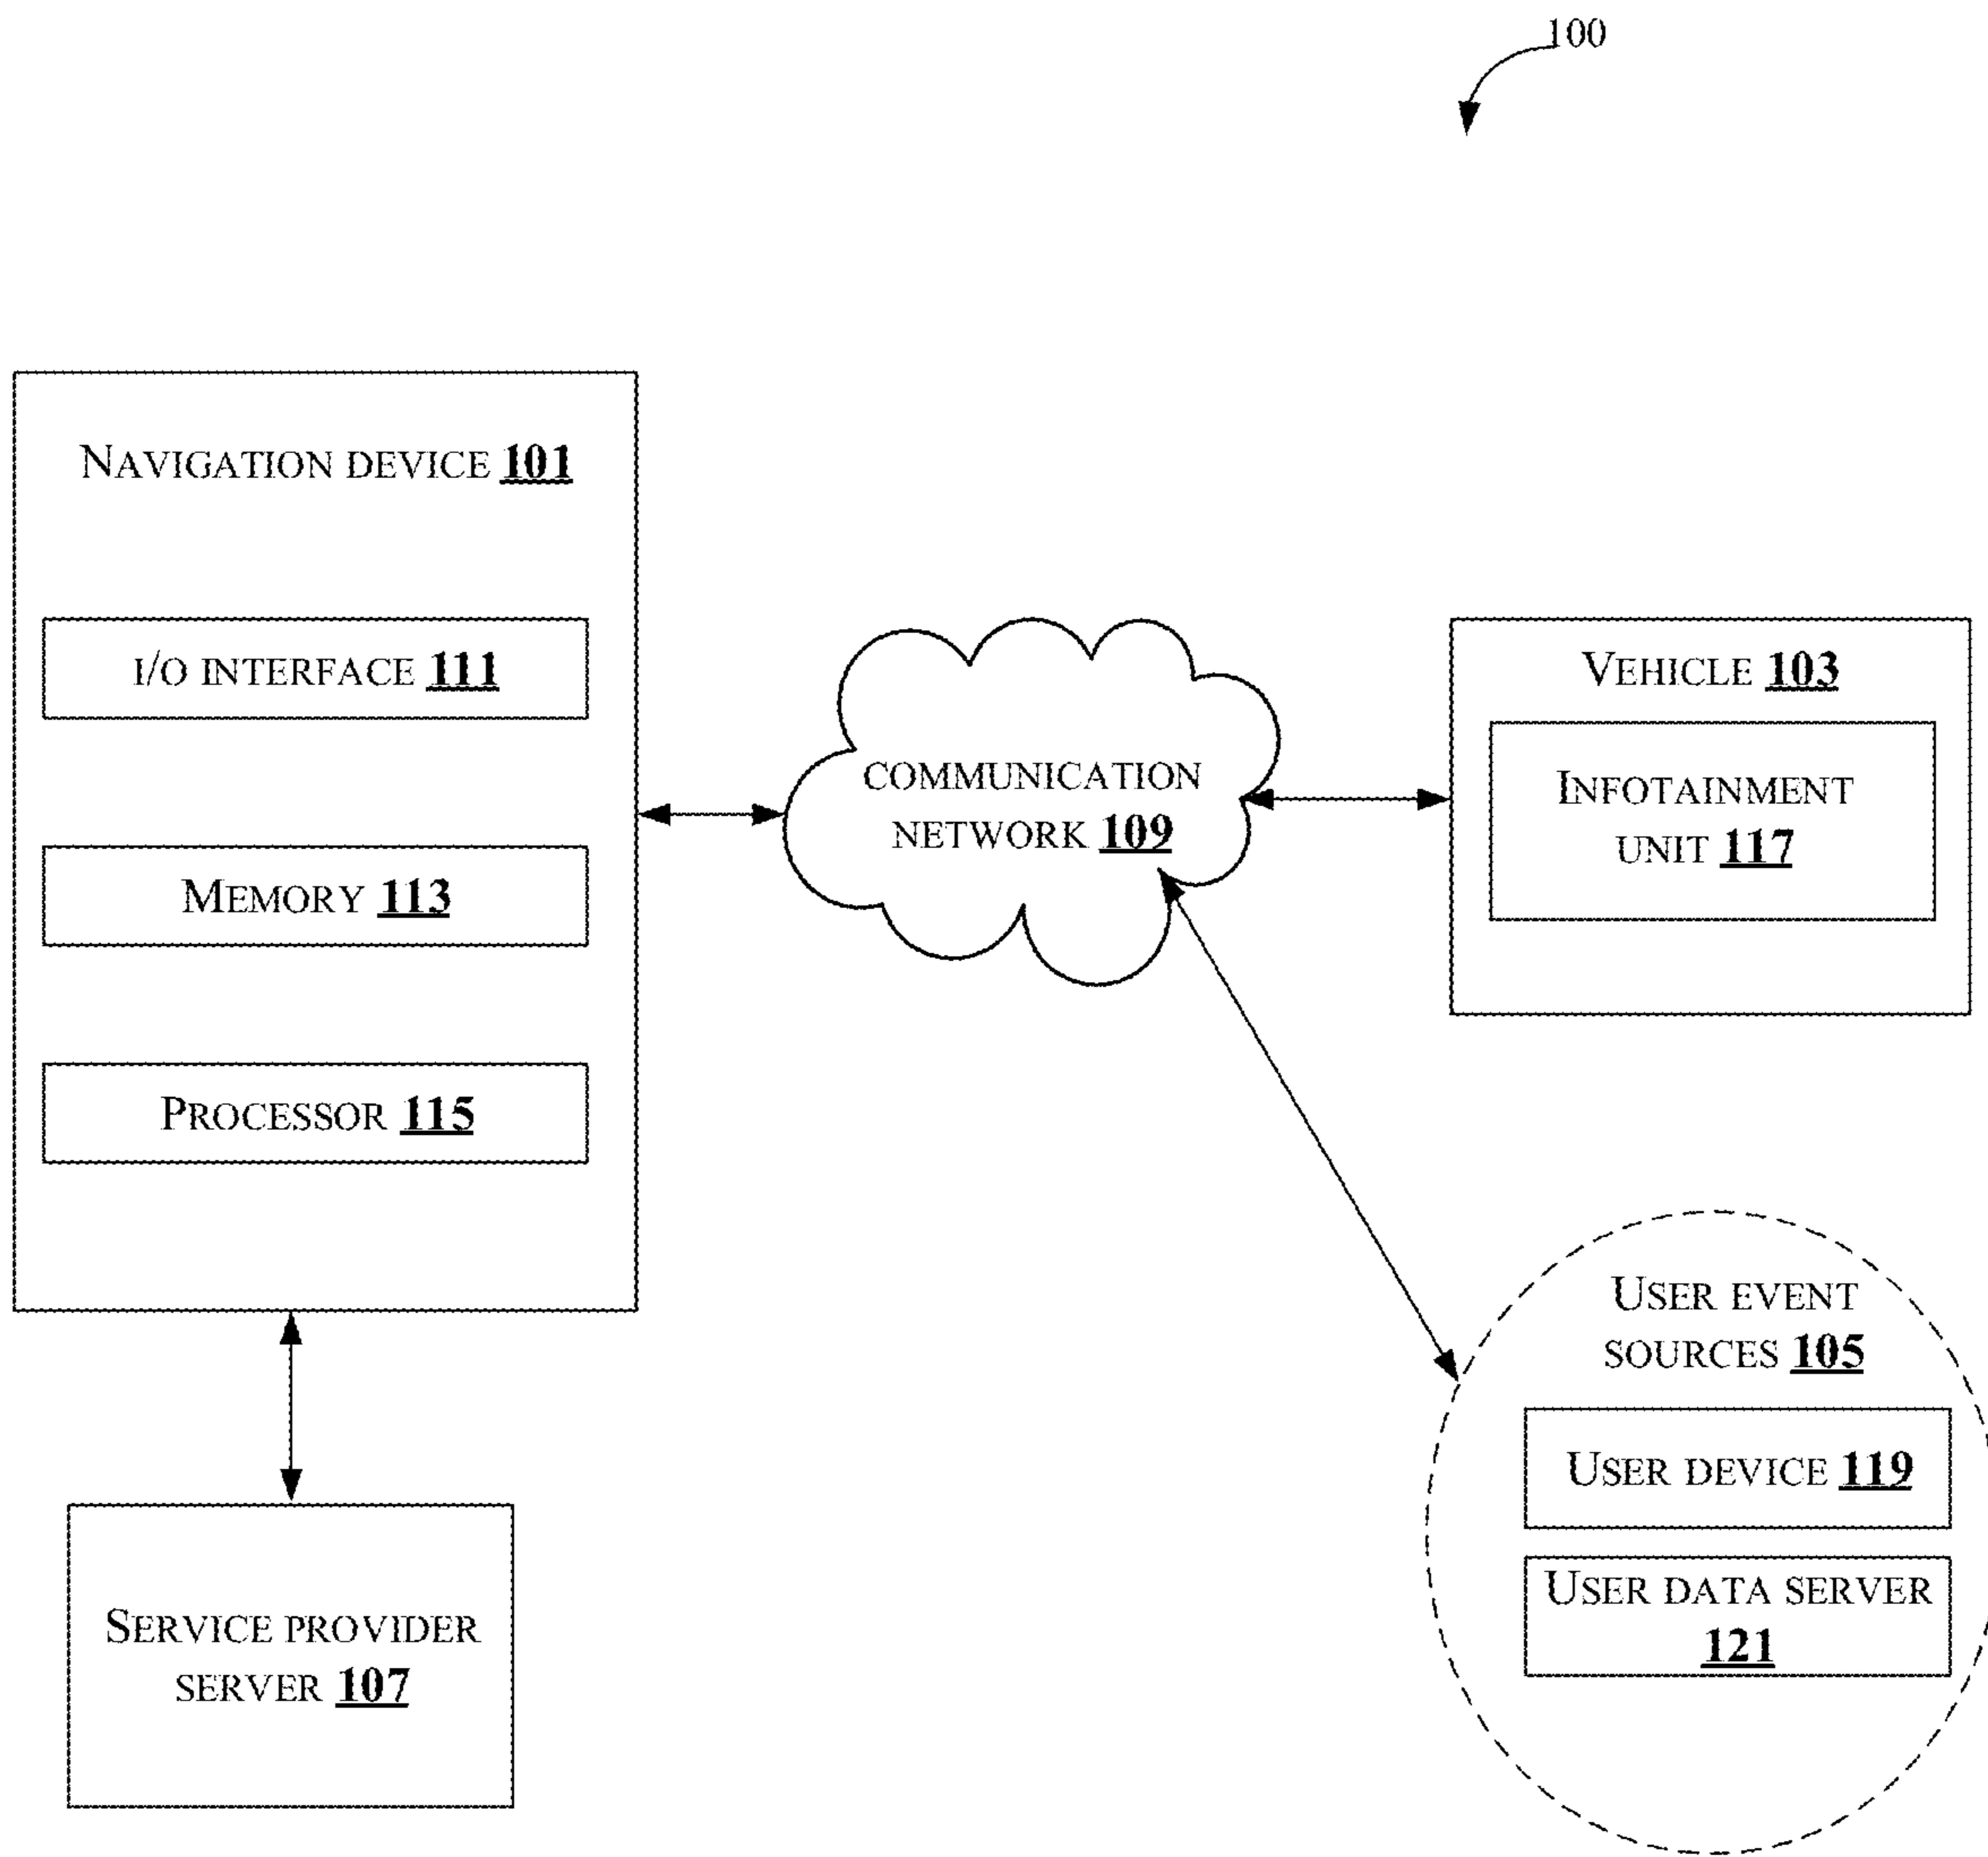 100
Navigation device 101
i/o interface 111
Memory 113
Processor 115
Service provider
server 107
communication
network 109
Vehicle 103
Infotainment
unit 117
User event
sources 105
User device 119
User data server
121